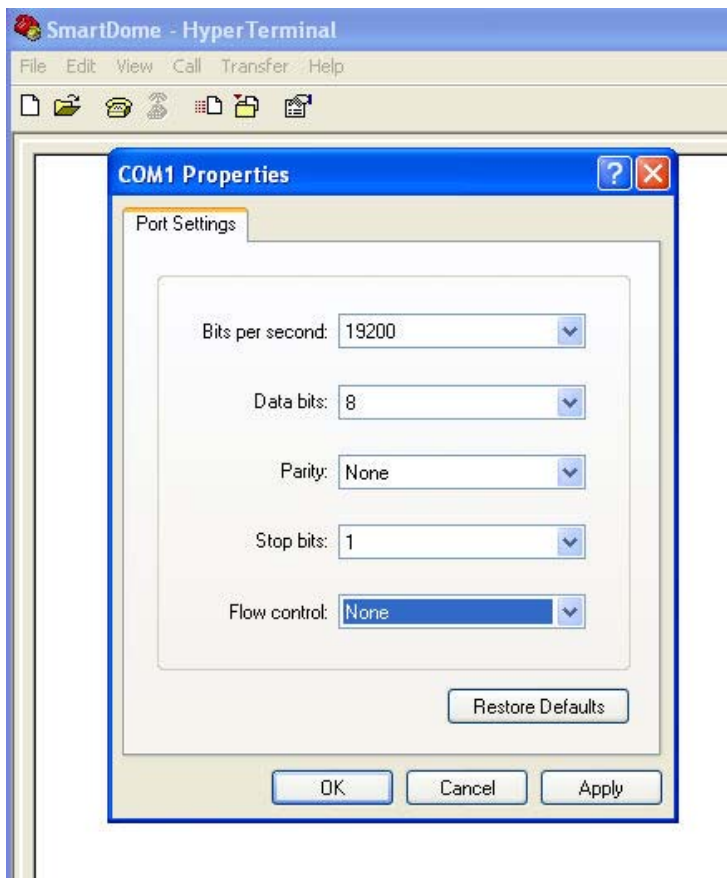 SmartDome - HyperTerminal
File Edit View Call Transfer Help
COM1 Properties
Port Settings
Bits per second: 19200
Data bits: 8
Parity: None
Stop bits: 1
Flow control: None
Restore Defaults
OK Cancel Apply